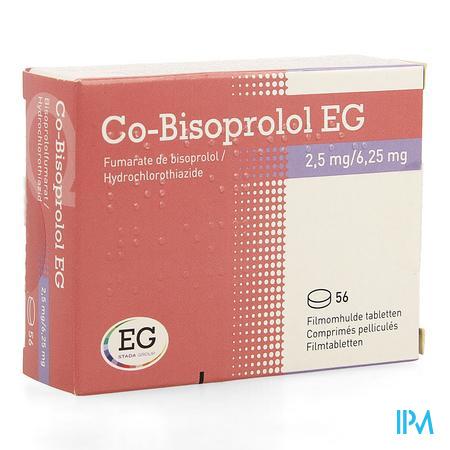 Co-Bisoprolol EG
2,5 mg/6,25 mg
Fumarate de bisoprolol /
Hydrochlorothiazide
56
Filmomhulde tabletten
Comprimés pelliculés
Filmtabletten
EG
STADA GROUP
Co-Bisoprolol EG
Bisoprololfumaraat/
Hydrochloorthiazid
2,5 mg/6,25 mg
56
IPM